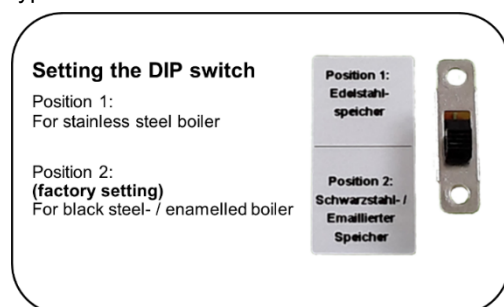 Setting the DIP switch
Position 1:
For stainless steel boiler
Position 2:
(factory setting)
For black steel- / enamelled boiler
Position 1:
Edelstahl-
speicher
Position 2:
Schwarzstahl- /
Emaillierter
Speicher